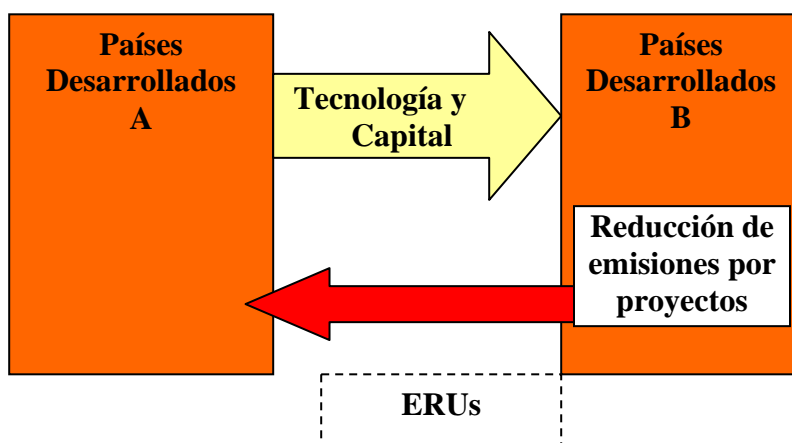 Países
Desarrollados
A
Tecnología y
Capital
Países
Desarrollados
B
Reducción de
emisiones por
proyectos
ERUs